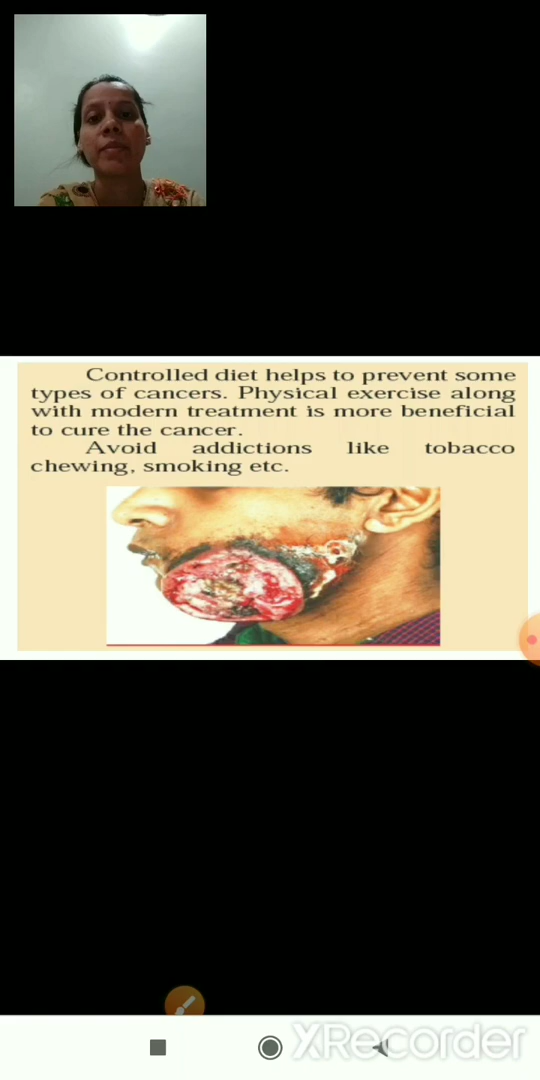 Controlled diet helps to prevent some
types of cancers. Physical exercise along
with modern treatment is more beneficial
to cure the cancer.
Avoid addictions like tobacco
chewing, smoking etc.
XRecorder